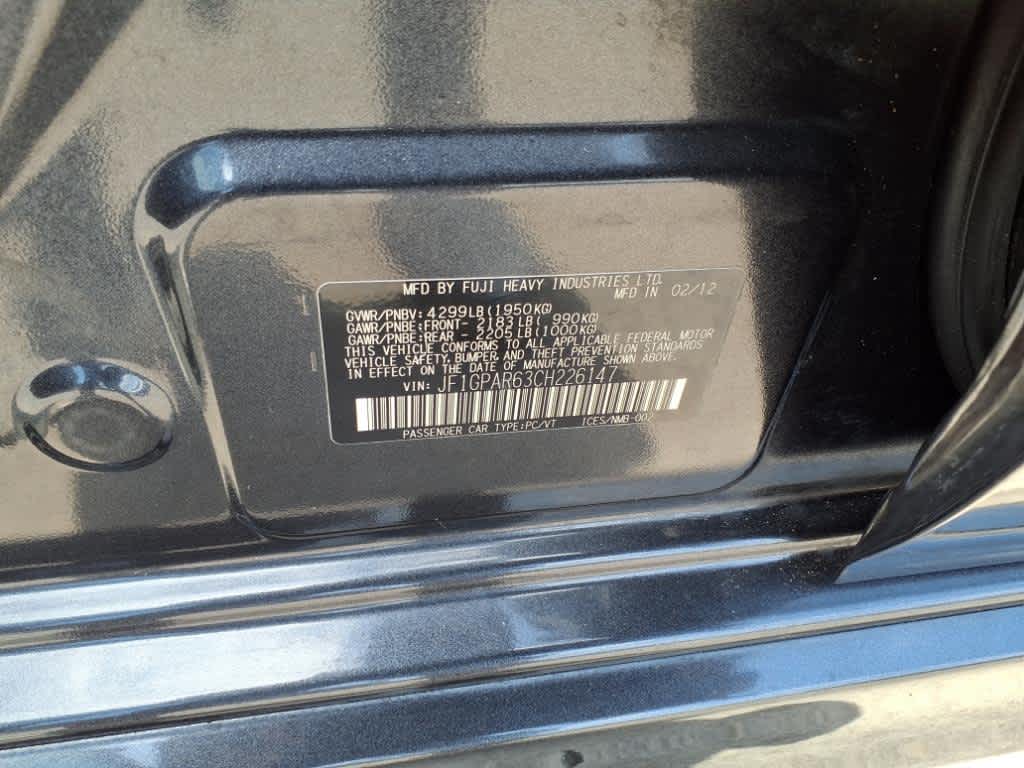 MFD BY FUJI HEAVY INDUSTRIES LTD.
MFD IN 02/12
GVWR/PNBV: 4299LB(1950KG)
GAWR/PNBE:FRONT- 2183LB( 990KG)
GAWR/PNBE:REAR - 2205LB(1000KG)
THIS VEHICLE CONFORMS TO ALL APPLICABLE FEDERAL MOTOR
VEHICLE SAFETY, BUMPER, AND THEFT PREVENTION STANDARDS
IN EFFECT ON THE DATE OF MANUFACTURE SHOWN ABOVE.
VIN: JF1GPAR63CH226147
PASSENGER CAR TYPE:PC/VT ICES/NMB-002